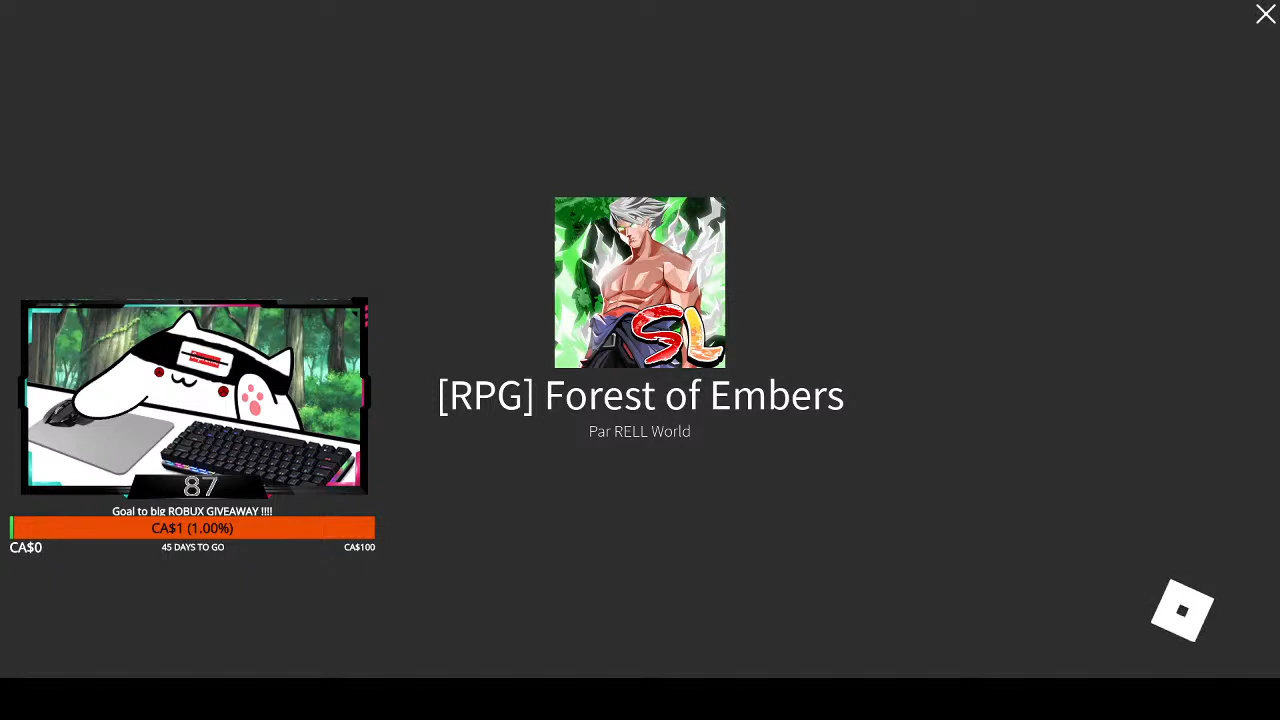 SL
[RPG] Forest of Embers
Par RELL World
87
Goal to big ROBUX GIVEAWAY !!!!
CA$1 (1.00%)
CA$0
45 DAYS TO GO
CA$100